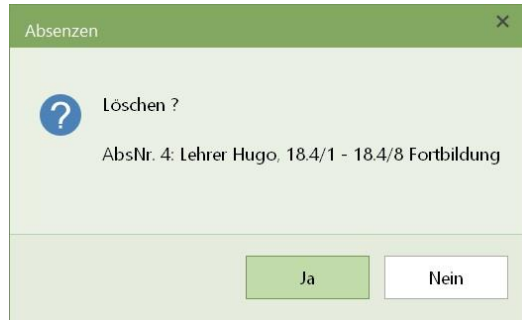 Absenzen
Löschen ?
AbsNr. 4: Lehrer Hugo, 18.4/1 - 18.4/8 Fortbildung
Ja
Nein